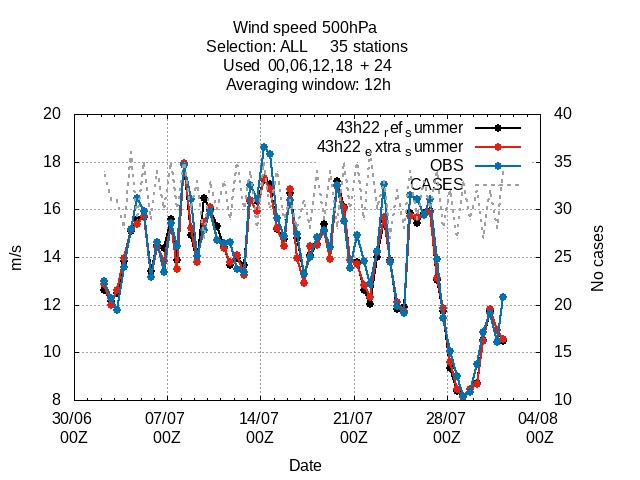 Wind speed 500hPa
Selection: ALL 35 stations
Used 00,06,12,18 + 24
Averaging window: 12h
20 40
43h22 ref summer
43h22 extra summer
18 35
OBS
CASES
16 30
14 25
m/s
No cases
12 20
10 15
8 10
30/06 07/07 14/07 21/07 28/07 04/08
00Z 00Z 00Z 00Z 00Z 00Z
Date